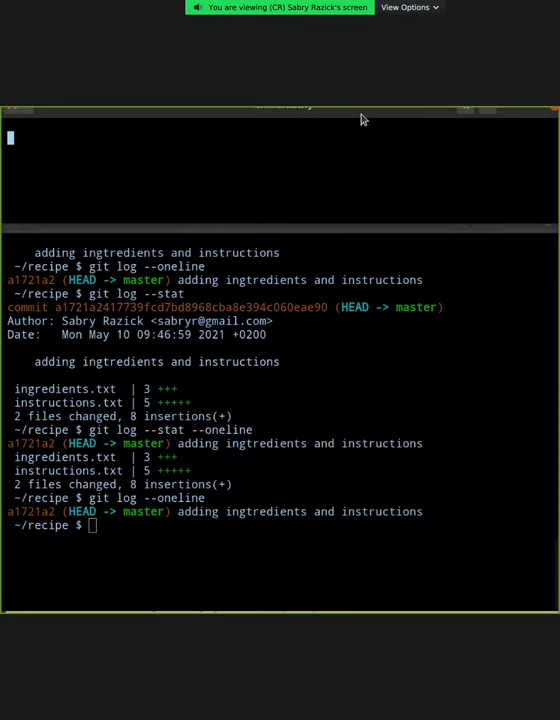 You are viewing (CR) Sabry Razick's screen
View Options
adding ingtredients and instructions
~/recipe $ git log --oneline
a1721a2 (HEAD -> master) adding ingtredients and instructions
~/recipe $ git log --stat
commit a1721a2417739fcd7bd8968cba8e394c060eae90 (HEAD -> master)
Author: Sabry Razick <sabryr@gmail.com>
Date:   Mon May 10 09:46:59 2021 +0200
adding ingtredients and instructions
ingredients.txt  | 3 +++
instructions.txt | 5 +++++
2 files changed, 8 insertions(+)
~/recipe $ git log --stat --oneline
a1721a2 (HEAD -> master) adding ingtredients and instructions
ingredients.txt  | 3 +++
instructions.txt | 5 +++++
2 files changed, 8 insertions(+)
~/recipe $ git log --oneline
a1721a2 (HEAD -> master) adding ingtredients and instructions
~/recipe $